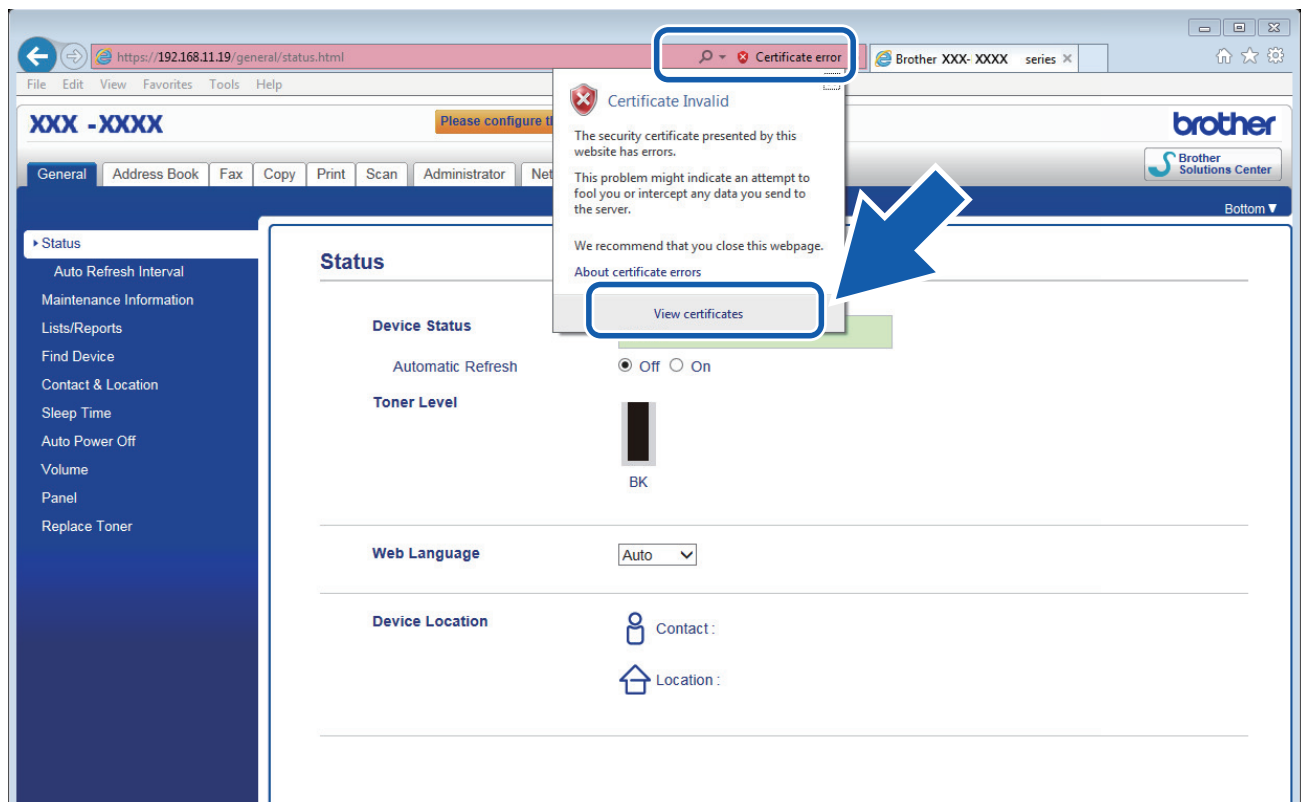 https://192.168.11.19/general/status.html
Certificate error
Brother XXX- XXXX series
File Edit View Favorites Tools Help
Certificate Invalid
The security certificate presented by this
website has errors.
This problem might indicate an attempt to
fool you or intercept any data you send to
the server.
We recommend that you close this webpage.
About certificate errors
View certificates
XXX -XXXX
Please configure
brother
General Address Book Fax Copy Print Scan Administrator
Brother
Solutions Center
Bottom▼
Status
Auto Refresh Interval
Maintenance Information
Lists/Reports
Find Device
Contact & Location
Sleep Time
Auto Power Off
Volume
Panel
Replace Toner
Status
Device Status
Automatic Refresh
Off On
Toner Level
BK
Web Language
Auto
Device Location
Contact :
Location :